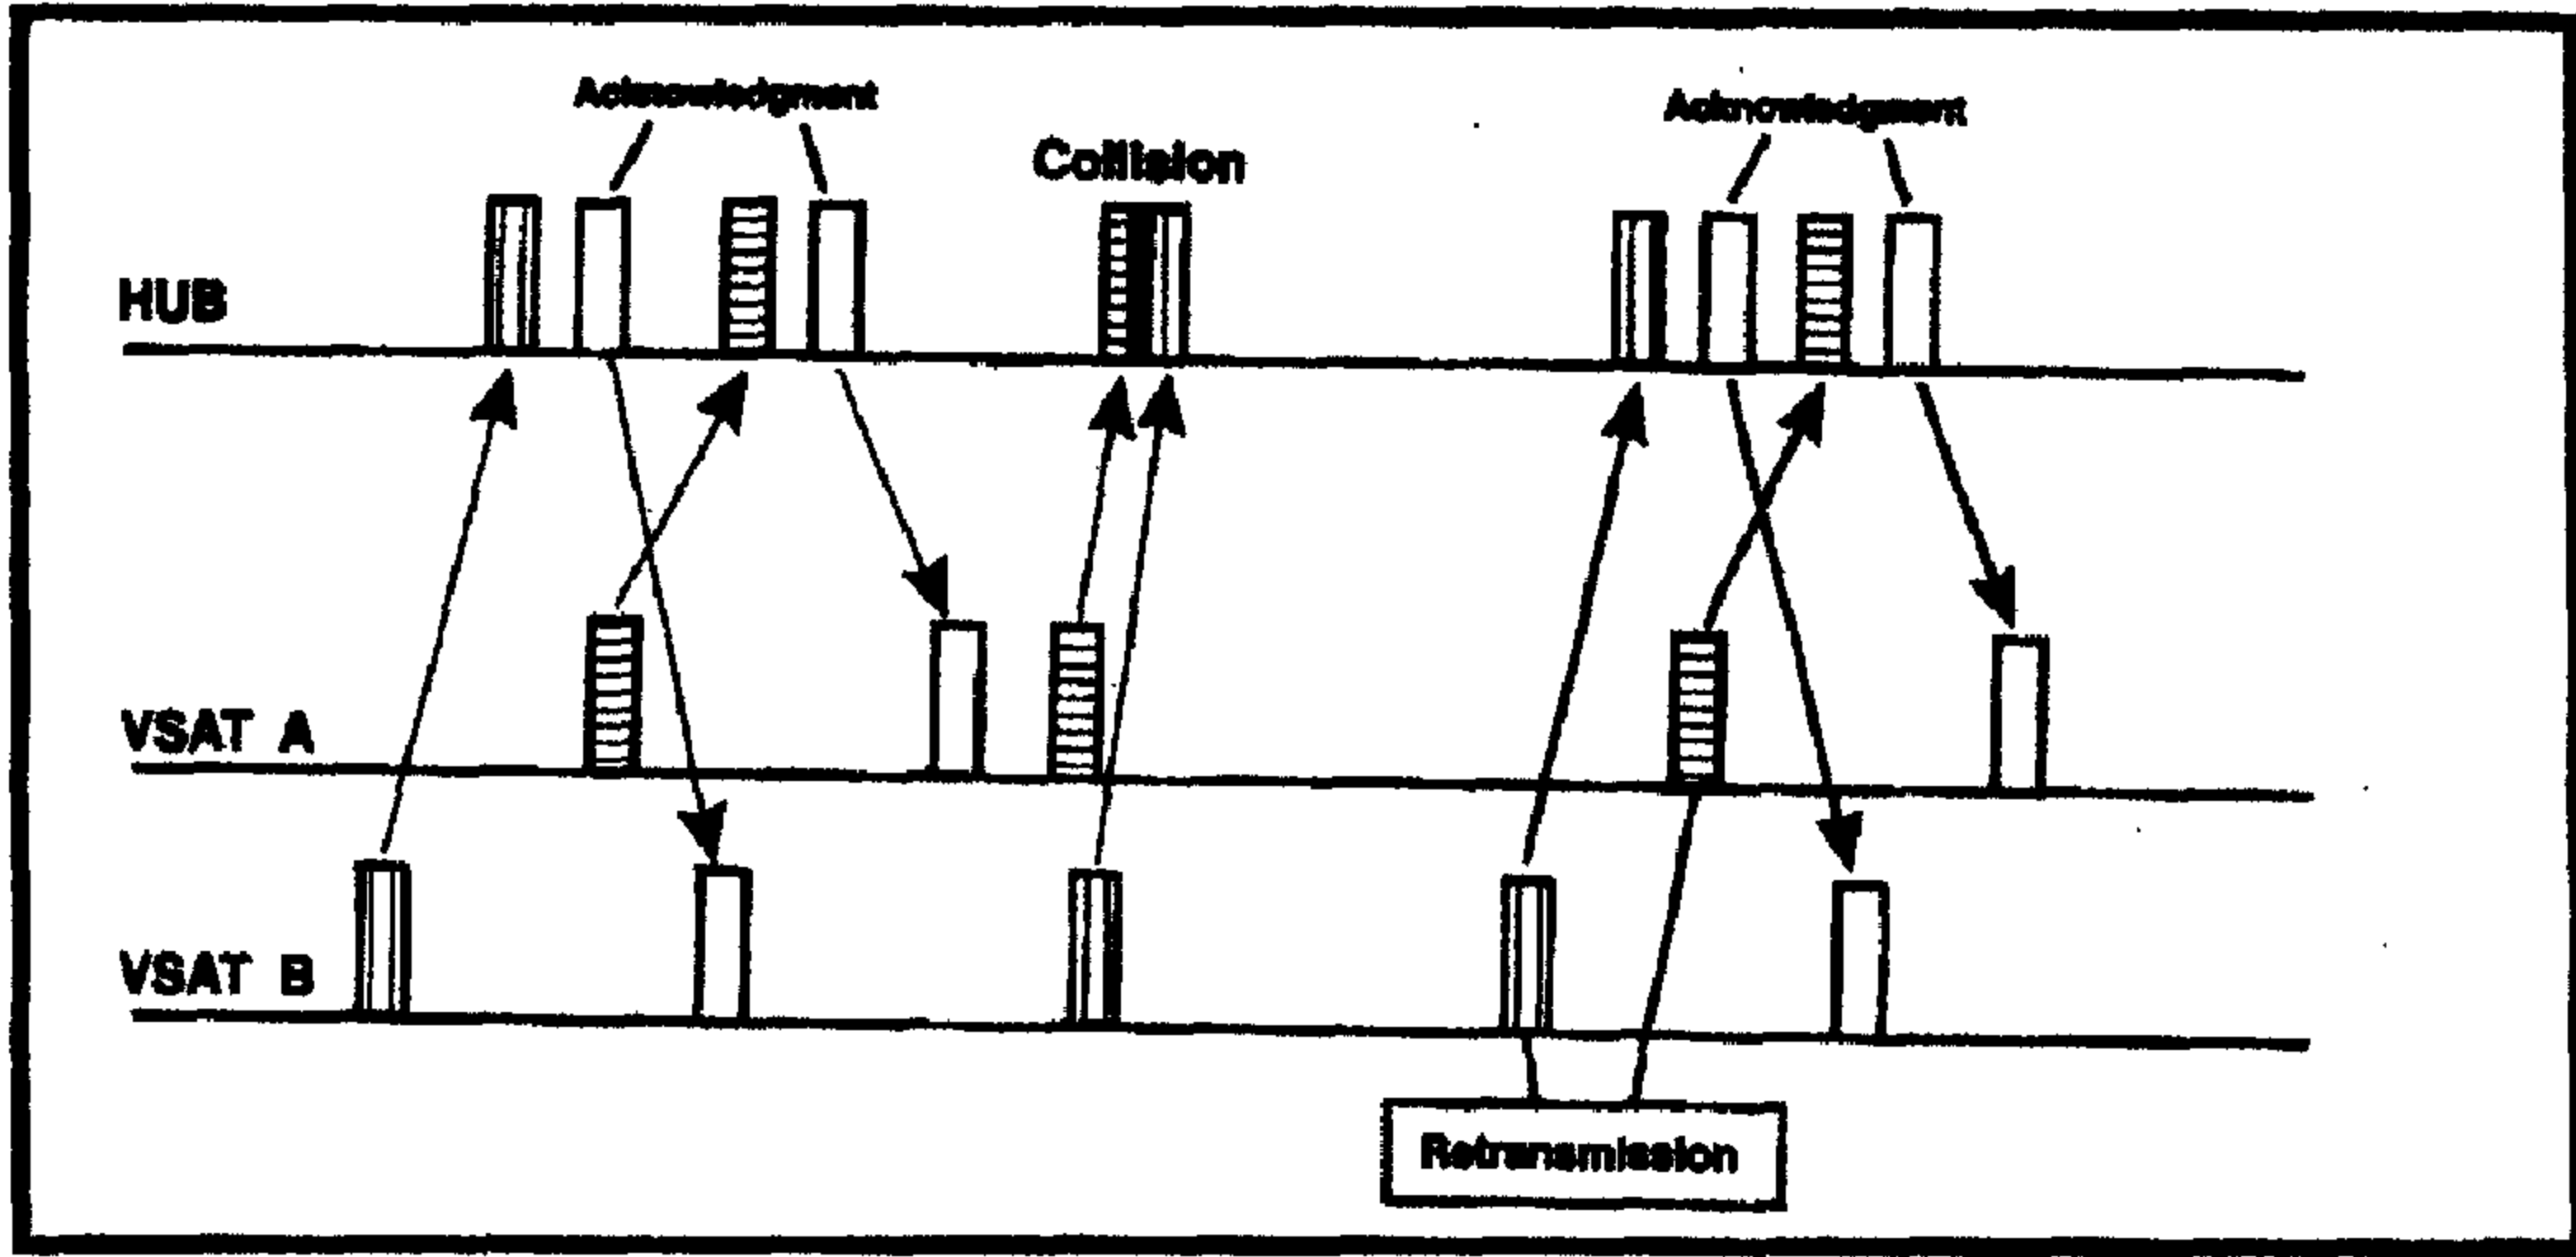 Acknowledgment
Acknowledgment
Collision
HUB
VSAT A
VSAT B
Retransmission